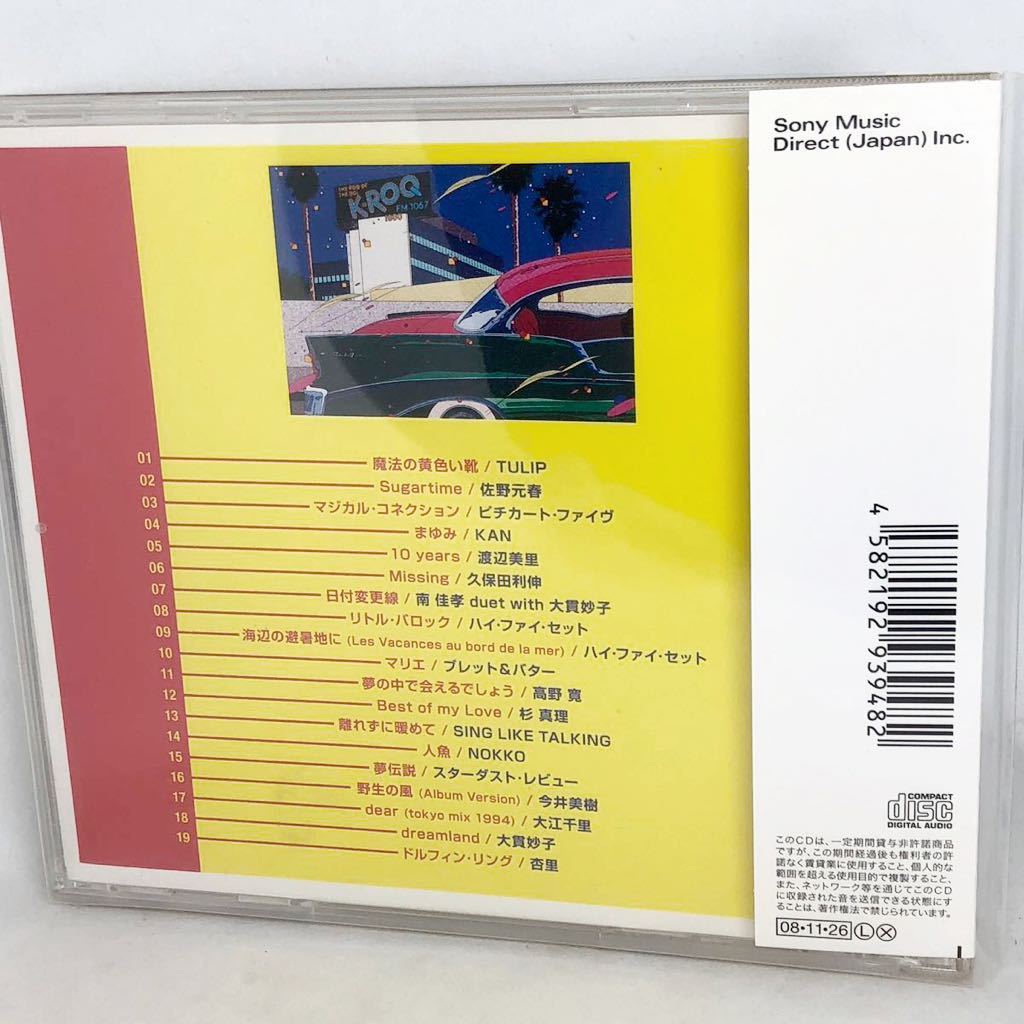 Sony Music
Direct (Japan) Inc.
K-ROQ
FM 106.7
01 魔法の黄色い靴 / TULIP
02 Sugartime / 佐野元春
03 マジカル・コネクション / ピチカート・ファイヴ
04 まゆみ / KAN
05 10 years / 渡辺美里
06 Missing / 久保田利伸
07 日付変更線 / 南 佳孝 duet with 大貫妙子
08 リトル・バロック / ハイ・ファイ・セット
09 海辺の避暑地に (Les Vacances au bord de la mer) / ハイ・ファイ・セット
10 マリエ / ブレット&バター
11 夢の中で会えるでしょう / 高野 寛
12 Best of my Love / 杉 真理
13 離れずに暖めて / SING LIKE TALKING
14 人魚 / NOKKO
15 夢伝説 / スターダスト・レビュー
16 野生の風 (Album Version) / 今井美樹
17 dear (tokyo mix 1994) / 大江千里
18 dreamland / 大貫妙子
19 ドルフィン・リング / 杏里
4 582192 939482
COMPACT
disc
DIGITAL AUDIO
このCDは、一定期間貸与非許諾商品
ですが、この期間経過後も権利者の許
諾なく賃貸業に使用すること、個人的な
範囲を超える使用目的で複製すること、
また、ネットワーク等を通じてこのCD
に収録された音を送信できる状態にす
ることは、著作権法で禁じられています。
08・11・26 L X